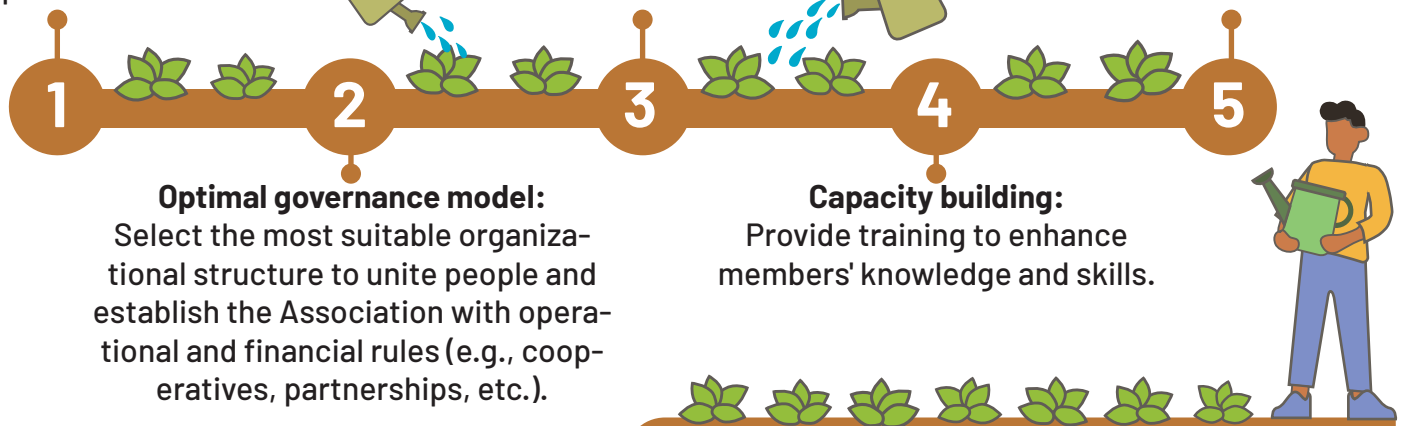 1
2
3
4
5
Optimal governance model:
Select the most suitable organiza-
tional structure to unite people and
establish the Association with opera-
tional and financial rules (e.g., coop-
eratives, partnerships, etc.).
Capacity building:
Provide training to enhance
members' knowledge and skills.